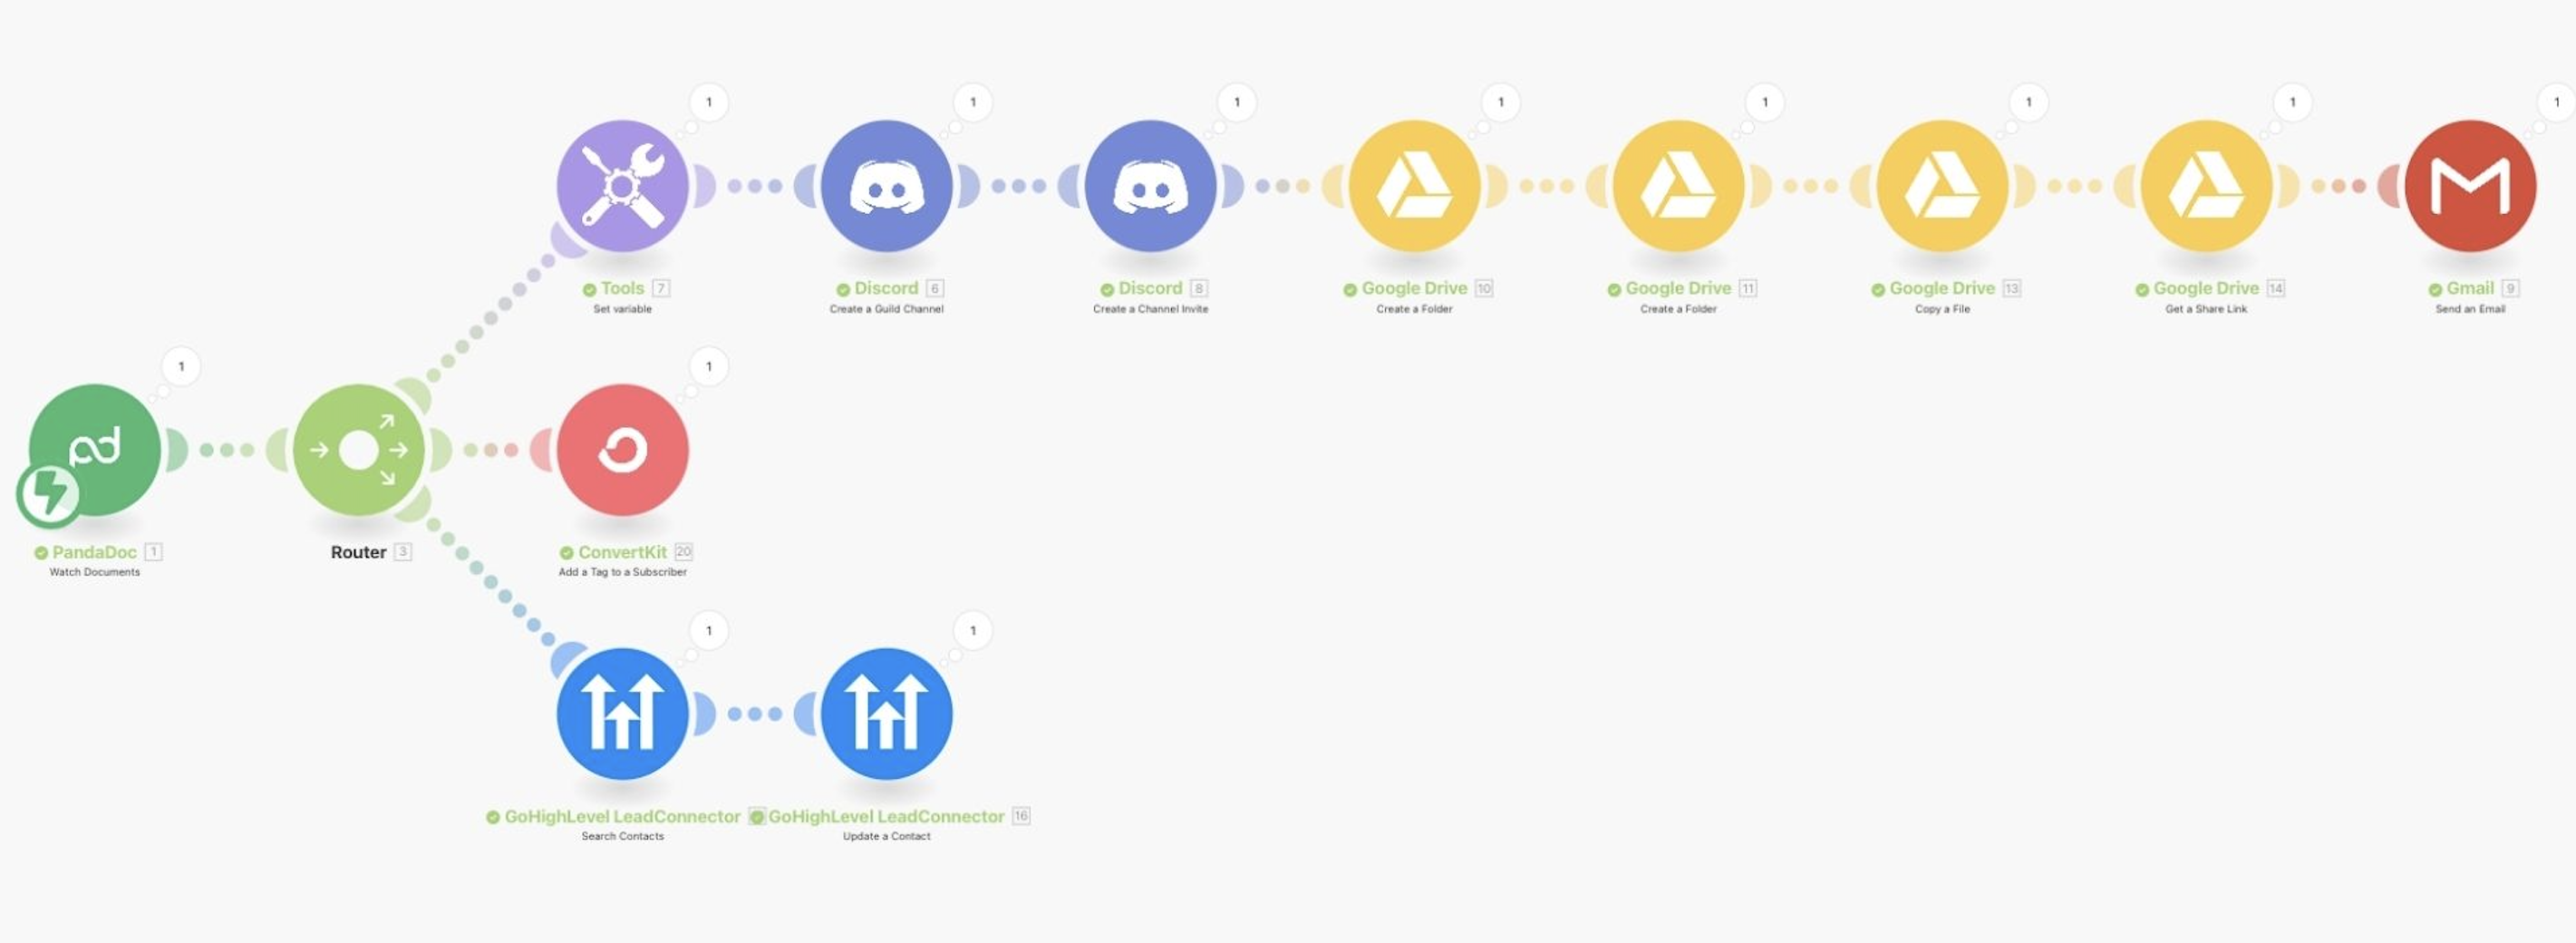 1 1 1 1 1 1 1 1
Tools 7
Set variable
Discord 6
Create a Guild Channel
Discord 8
Create a Channel Invite
Google Drive 10
Create a Folder
Google Drive 11
Create a Folder
Google Drive 13
Copy a File
Google Drive 14
Get a Share Link
Gmail 9
Send an Email
1
PandaDoc 1
Watch Documents
Router 3
1
ConvertKit 20
Add a Tag to a Subscriber
1
GoHighLevel LeadConnector
Search Contacts
1
GoHighLevel LeadConnector 16
Update a Contact